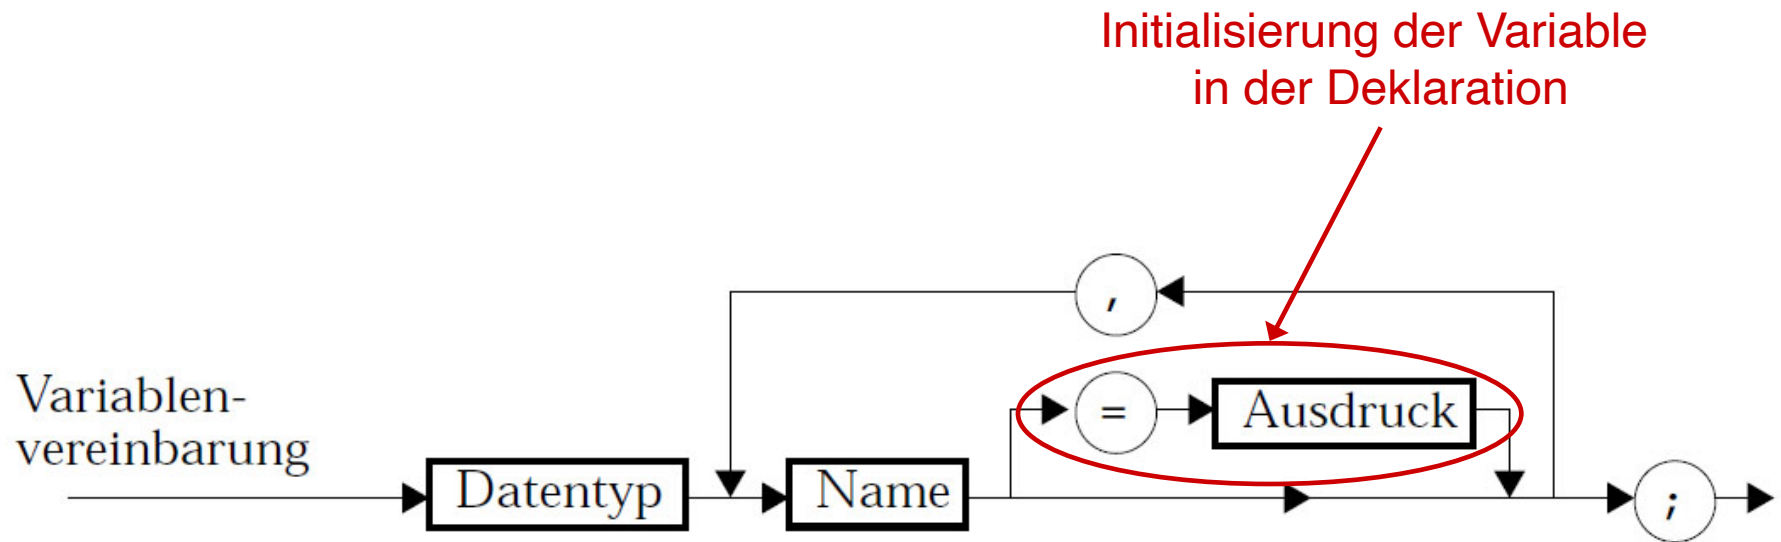 Initialisierung der Variable
in der Deklaration
,
Variablen-
vereinbarung
= Ausdruck
Datentyp Name ;